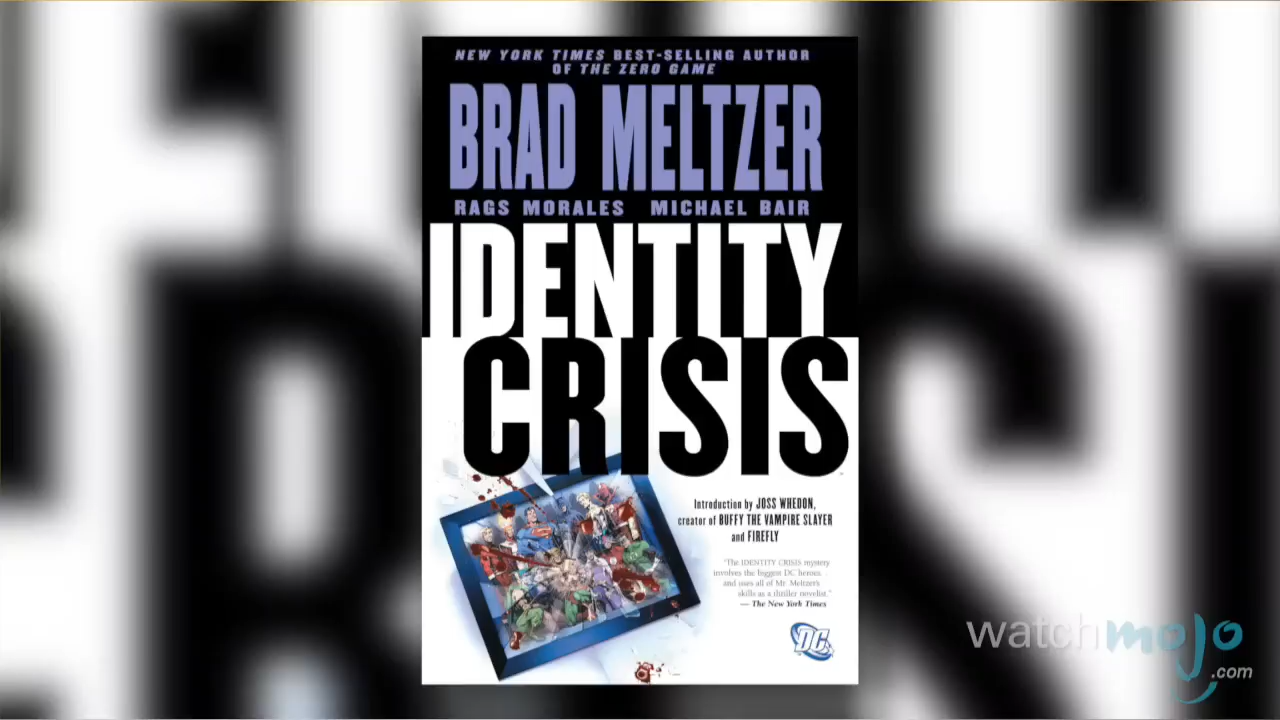 NEW YORK TIMES BEST-SELLING AUTHOR
OF THE ZERO GAME
BRAD MELTZER
RAGS MORALES MICHAEL BAIR
IDENTITY
CRISIS
Introduction by JOSS WHEDON,
creator of BUFFY THE VAMPIRE SLAYER
and FIREFLY
"The IDENTITY CRISIS mystery
involves the biggest DC heroes. . .
and uses all of Mr. Meltzer's
skills as a thriller novelist."
— The New York Times
DC
watchmojo
.com